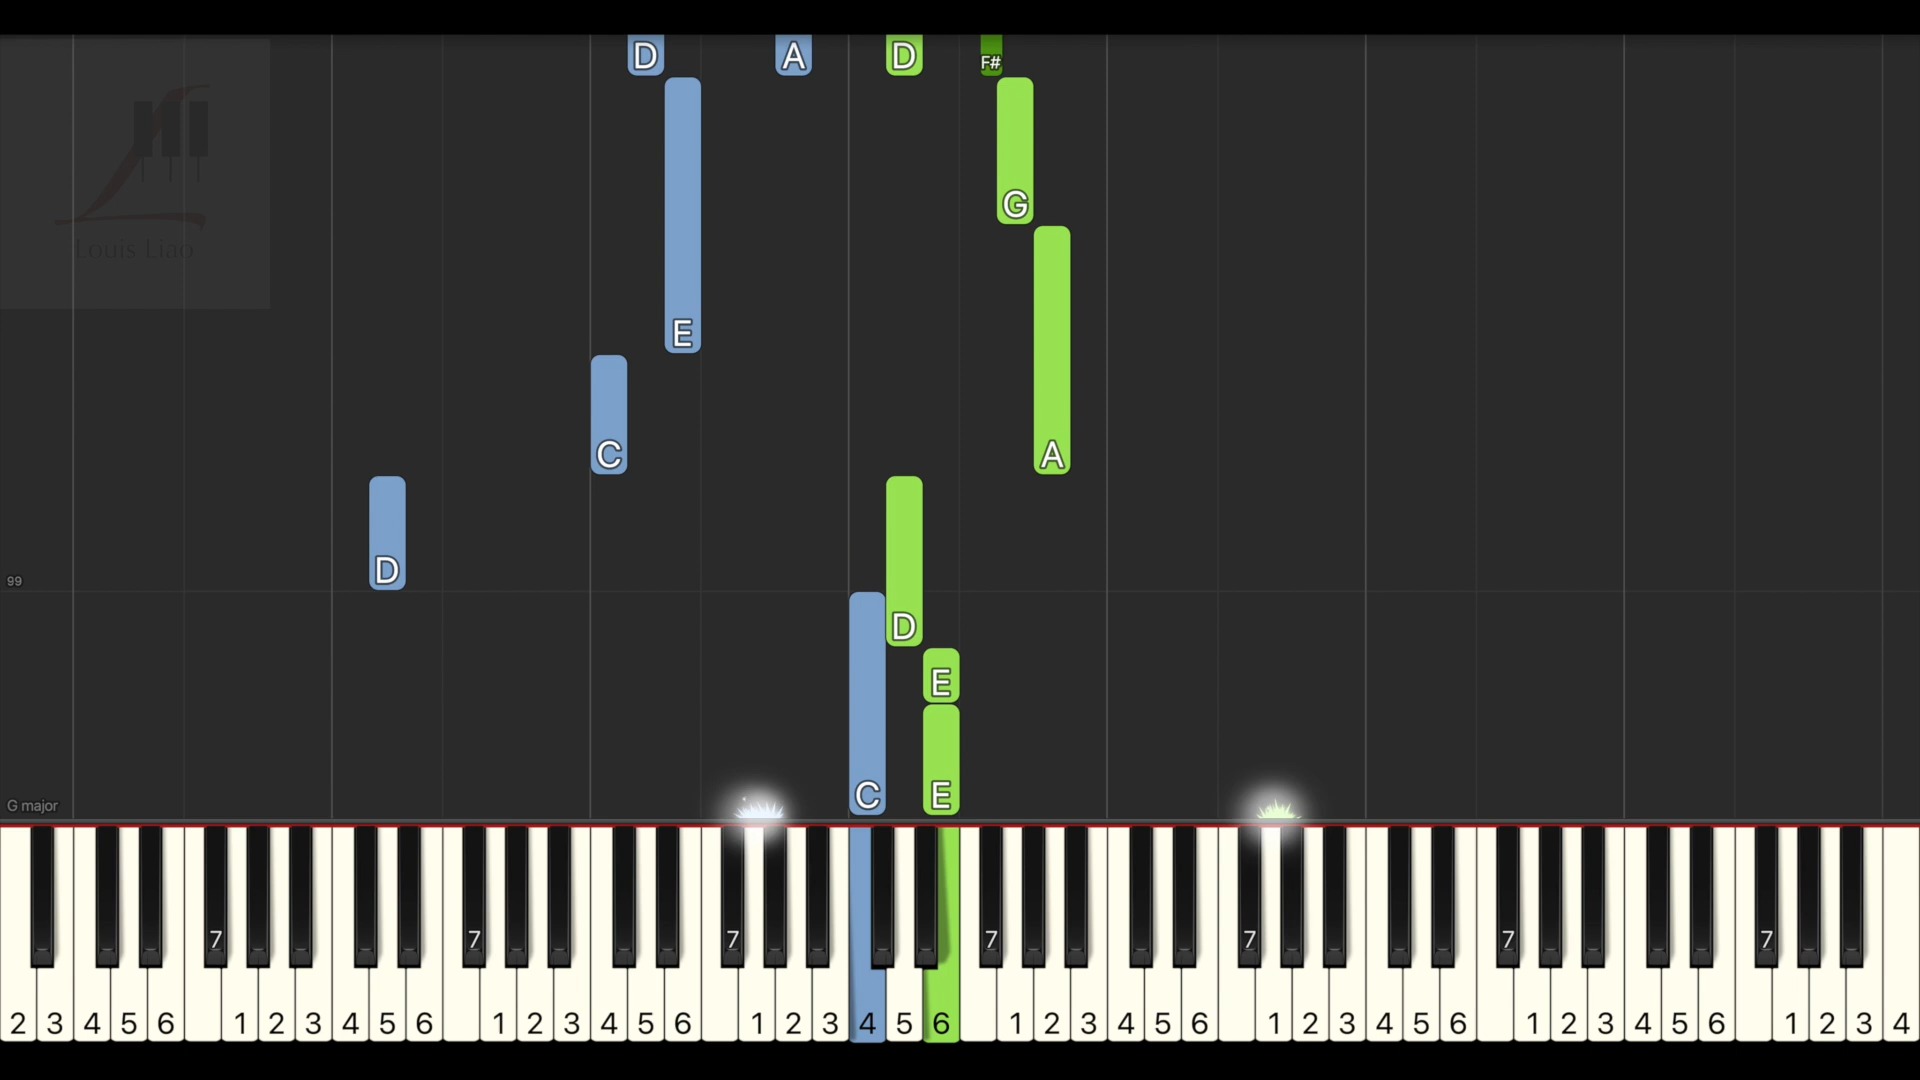 D A D F#
G
Louis Liao
E
C A
D
99
D
E
C E
G major
7 7 7 7 7 7 7
2 3 4 5 6 1 2 3 4 5 6 1 2 3 4 5 6 1 2 3 4 5 6 1 2 3 4 5 6 1 2 3 4 5 6 1 2 3 4 5 6 1 2 3 4